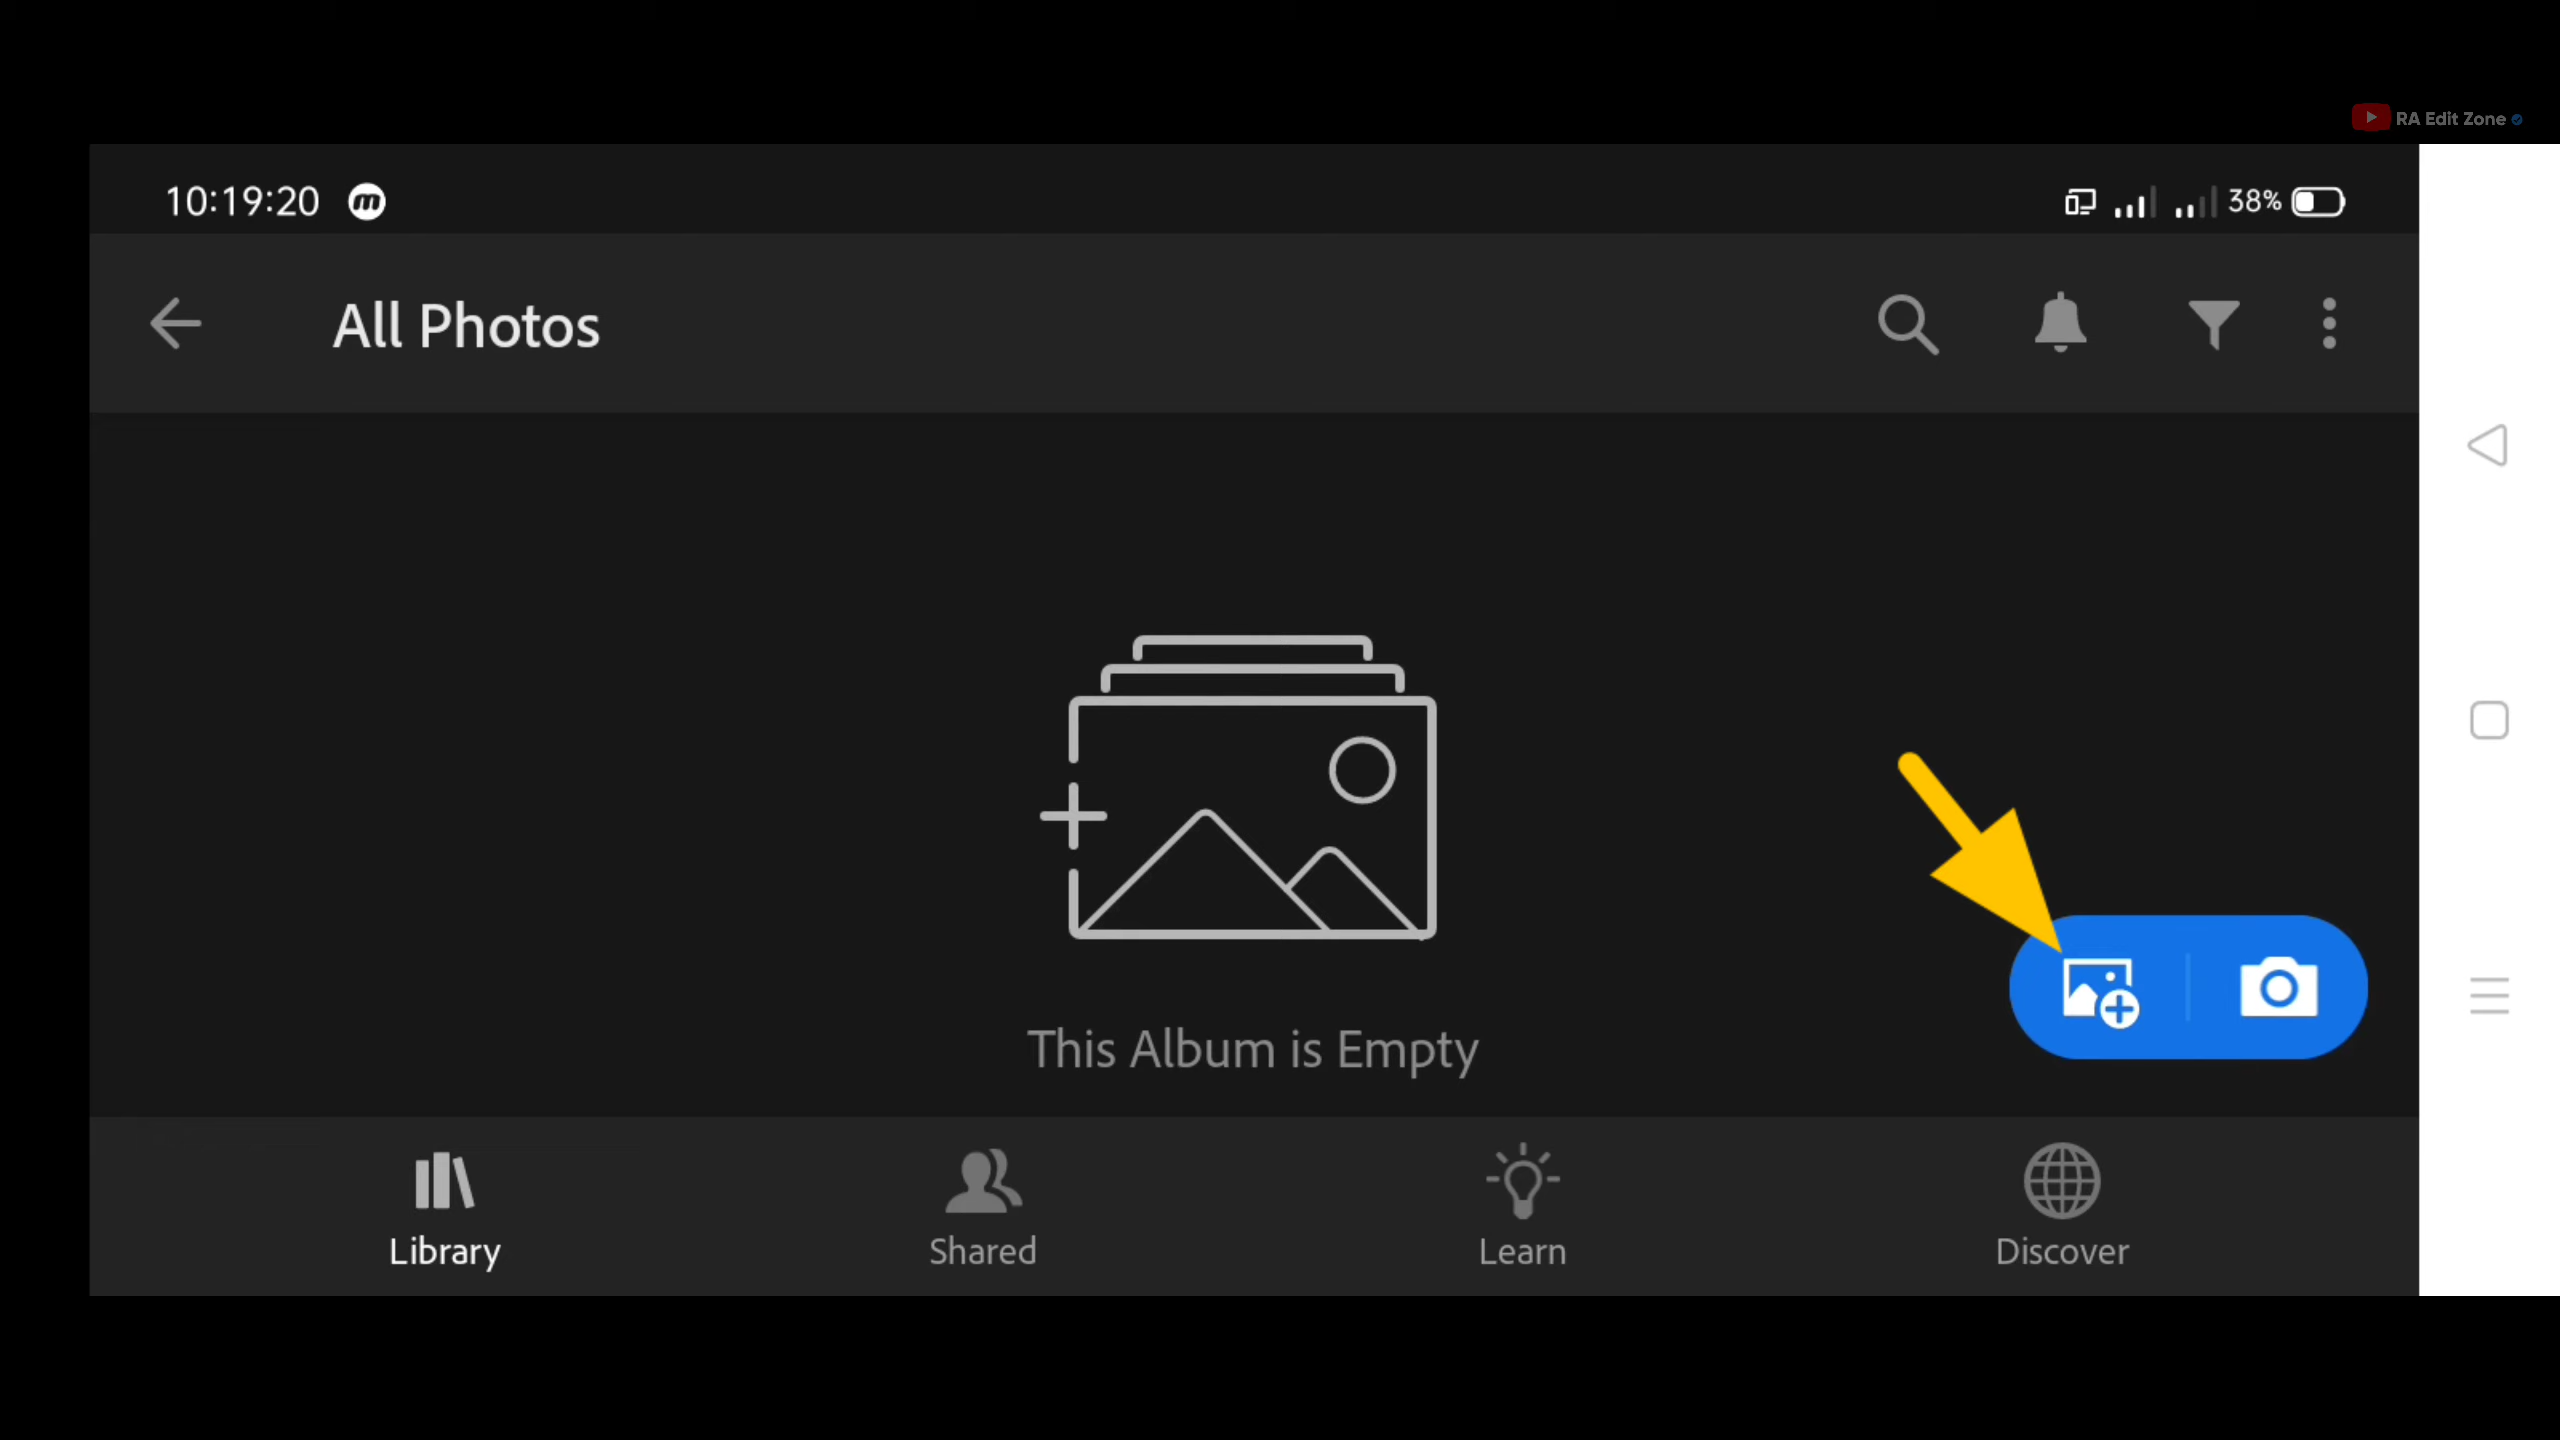 RA Edit Zone
10:19:20
38%
All Photos
This Album is Empty
Library
Shared
Learn
Discover